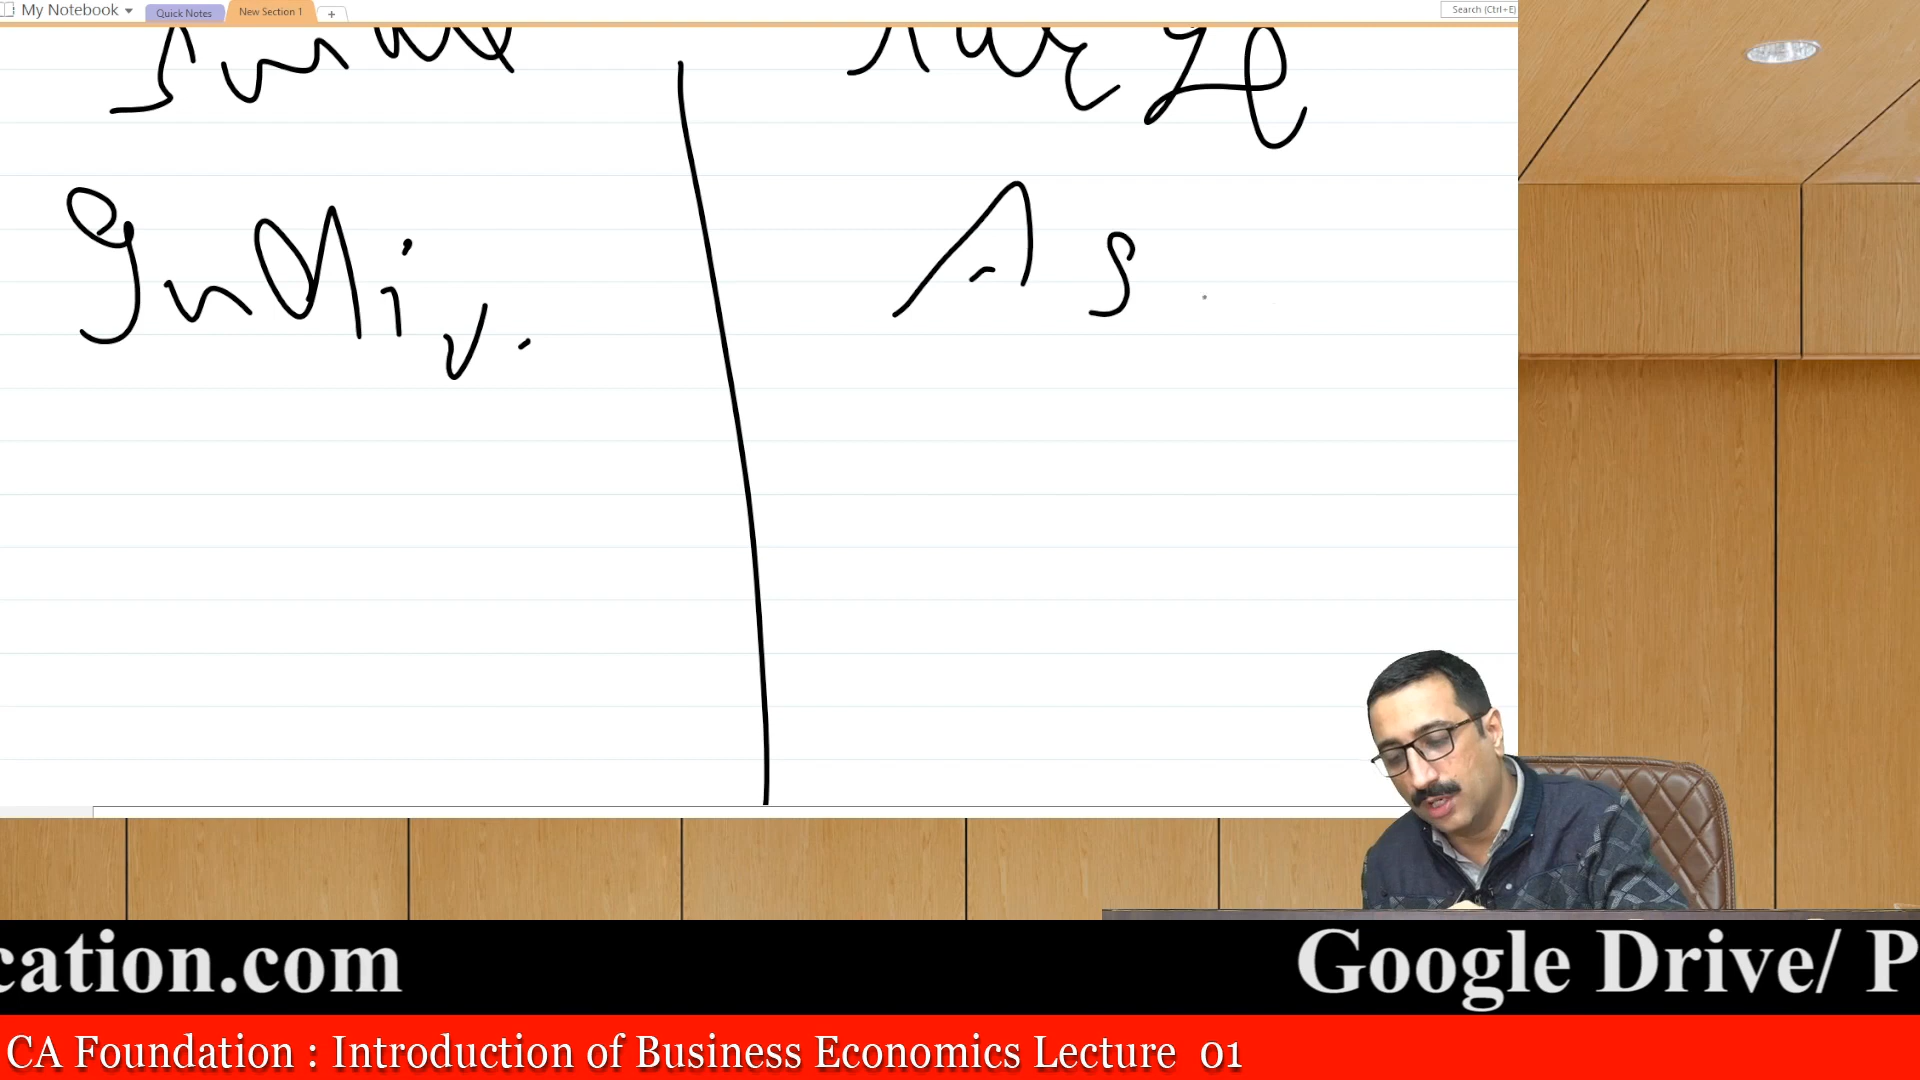 My Notebook
Quick Notes
New Section 1
+
Search (Ctrl+E)
Small
Large
Indiv.
As
cation.com
Google Drive/ P
CA Foundation : Introduction of Business Economics Lecture 01